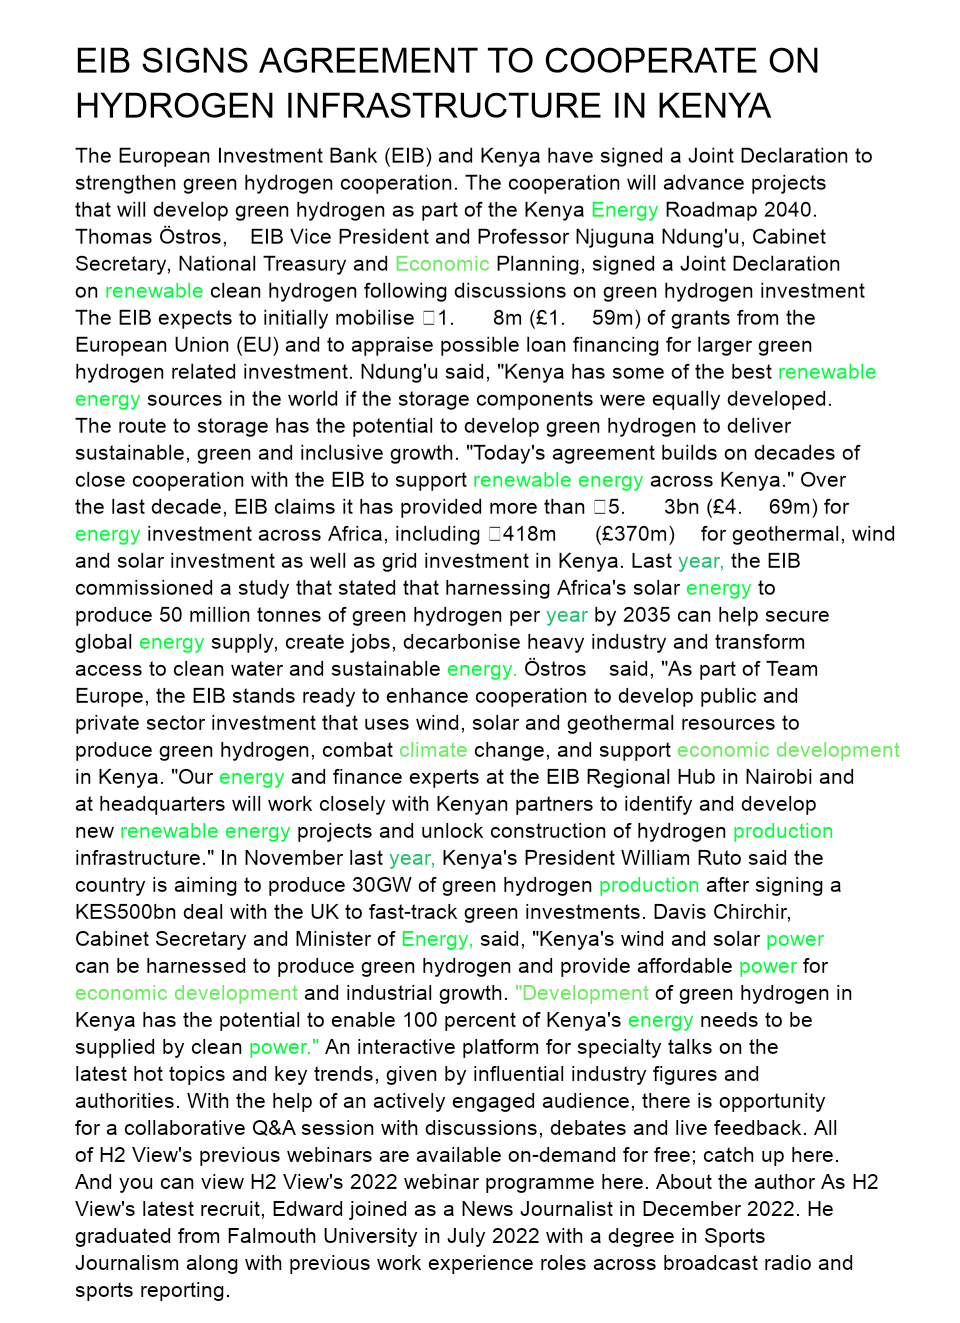 EIB SIGNS AGREEMENT TO COOPERATE ON
HYDROGEN INFRASTRUCTURE IN KENYA
The European Investment Bank (EIB) and Kenya have signed a Joint Declaration to
strengthen green hydrogen cooperation. The cooperation will advance projects
that will develop green hydrogen as part of the Kenya Energy Roadmap 2040.
Thomas Östros, EIB Vice President and Professor Njuguna Ndung'u, Cabinet
Secretary, National Treasury and Economic Planning, signed a Joint Declaration
on renewable clean hydrogen following discussions on green hydrogen investment
The EIB expects to initially mobilise □1. 8m (£1. 59m) of grants from the
European Union (EU) and to appraise possible loan financing for larger green
hydrogen related investment. Ndung'u said, "Kenya has some of the best renewable
energy sources in the world if the storage components were equally developed.
The route to storage has the potential to develop green hydrogen to deliver
sustainable, green and inclusive growth. "Today's agreement builds on decades of
close cooperation with the EIB to support renewable energy across Kenya." Over
the last decade, EIB claims it has provided more than □5. 3bn (£4. 69m) for
energy investment across Africa, including □418m (£370m) for geothermal, wind
and solar investment as well as grid investment in Kenya. Last year, the EIB
commissioned a study that stated that harnessing Africa's solar energy to
produce 50 million tonnes of green hydrogen per year by 2035 can help secure
global energy supply, create jobs, decarbonise heavy industry and transform
access to clean water and sustainable energy. Östros said, "As part of Team
Europe, the EIB stands ready to enhance cooperation to develop public and
private sector investment that uses wind, solar and geothermal resources to
produce green hydrogen, combat climate change, and support economic development
in Kenya. "Our energy and finance experts at the EIB Regional Hub in Nairobi and
at headquarters will work closely with Kenyan partners to identify and develop
new renewable energy projects and unlock construction of hydrogen production
infrastructure." In November last year, Kenya's President William Ruto said the
country is aiming to produce 30GW of green hydrogen production after signing a
KES500bn deal with the UK to fast-track green investments. Davis Chirchir,
Cabinet Secretary and Minister of Energy, said, "Kenya's wind and solar power
can be harnessed to produce green hydrogen and provide affordable power for
economic development and industrial growth. "Development of green hydrogen in
Kenya has the potential to enable 100 percent of Kenya's energy needs to be
supplied by clean power." An interactive platform for specialty talks on the
latest hot topics and key trends, given by influential industry figures and
authorities. With the help of an actively engaged audience, there is opportunity
for a collaborative Q&A session with discussions, debates and live feedback. All
of H2 View's previous webinars are available on-demand for free; catch up here.
And you can view H2 View's 2022 webinar programme here. About the author As H2
View's latest recruit, Edward joined as a News Journalist in December 2022. He
graduated from Falmouth University in July 2022 with a degree in Sports
Journalism along with previous work experience roles across broadcast radio and
sports reporting.